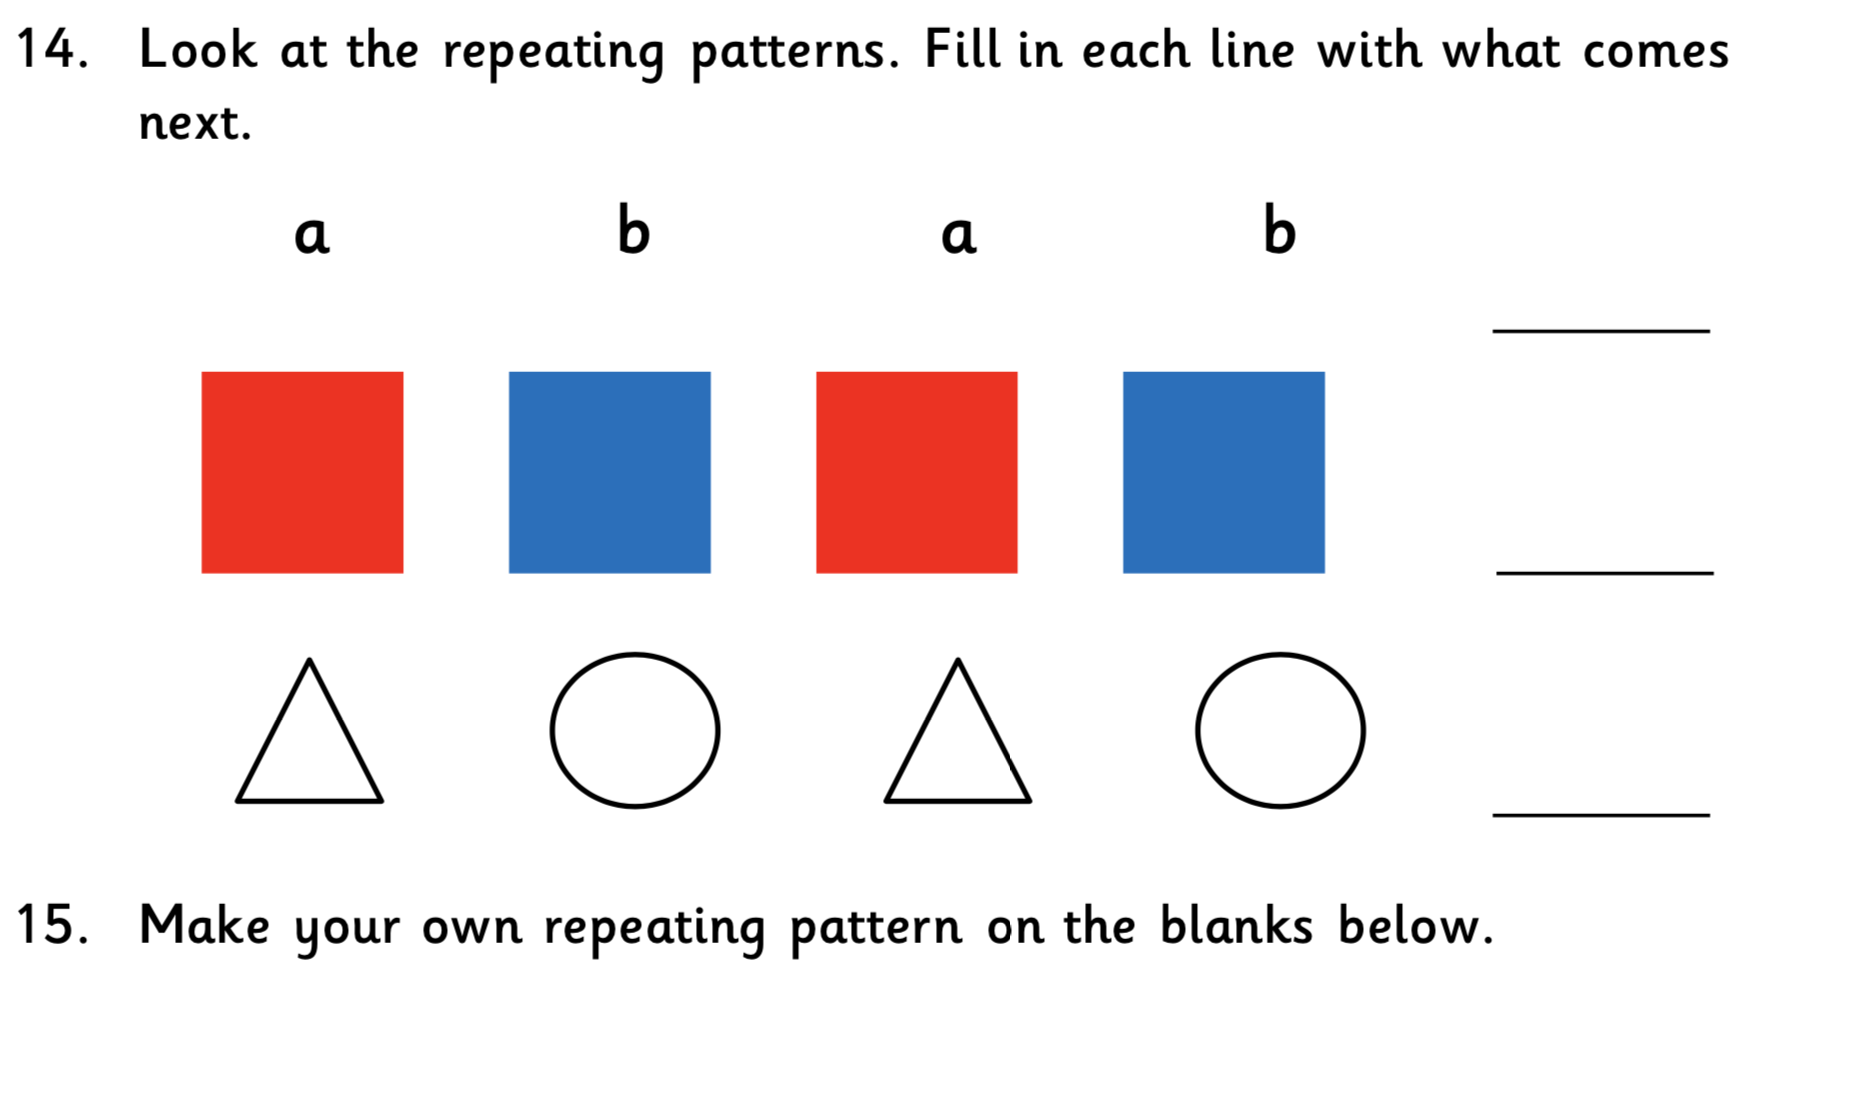 14. Look at the repeating patterns. Fill in each line with what comes
next.
a b a b
15. Make your own repeating pattern on the blanks below.